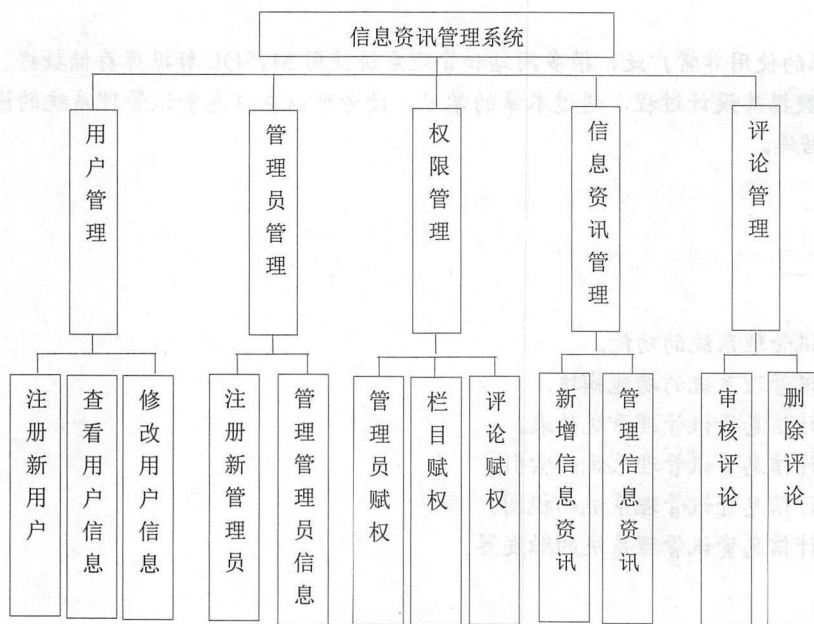 信息资讯管理系统
用户管理
管理员管理
权限管理
信息资讯管理
评论管理
注册新用户
查看用户信息
修改用户信息
注册新管理员
管理管理员信息
管理员赋权
栏目赋权
评论赋权
新增信息资讯
管理信息资讯
审核评论
删除评论